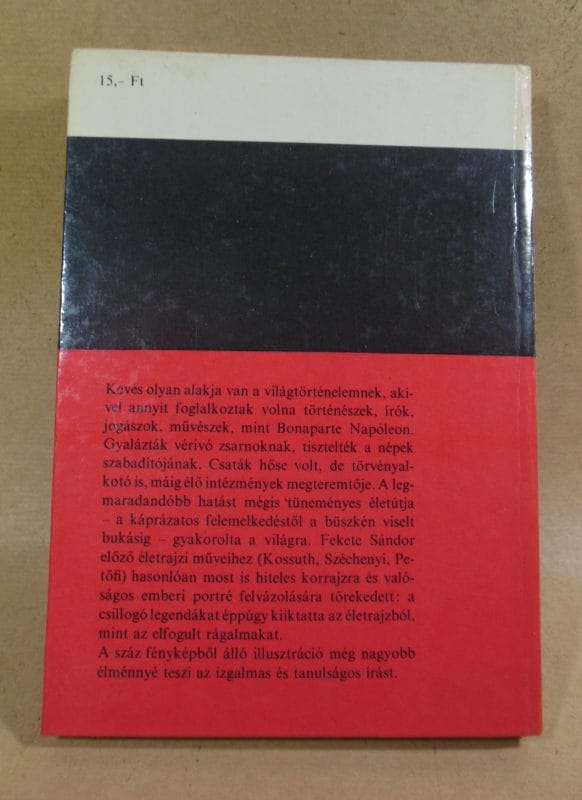 15,– Ft
Kevés olyan alakja van a világtörténelemnek, aki-
vel annyit foglalkoztak volna történészek, írók,
jogászok, művészek, mint Bonaparte Napóleon.
Gyalázták vérivó zsarnoknak, tisztelték a népek
szabadítójának. Csaták hőse volt, de törvényal-
kotó is, máig élő intézmények megteremtője. A leg-
maradandóbb hatást mégis tüneményes életútja
– a káprázatos felemelkedéstől a büszkén viselt
bukásig – gyakorolta a világra. Fekete Sándor
előző életrajzi műveihez (Kossuth, Széchenyi, Pe-
tőfi) hasonlóan most is hiteles korrajzra és való-
ságos emberi portré felvázolására törekedett: a
csillogó legendákat éppúgy kiiktatta az életrajzból,
mint az elfogult rágalmakat.
A száz fényképből álló illusztráció még nagyobb
élménnyé teszi az izgalmas és tanulságos írást.